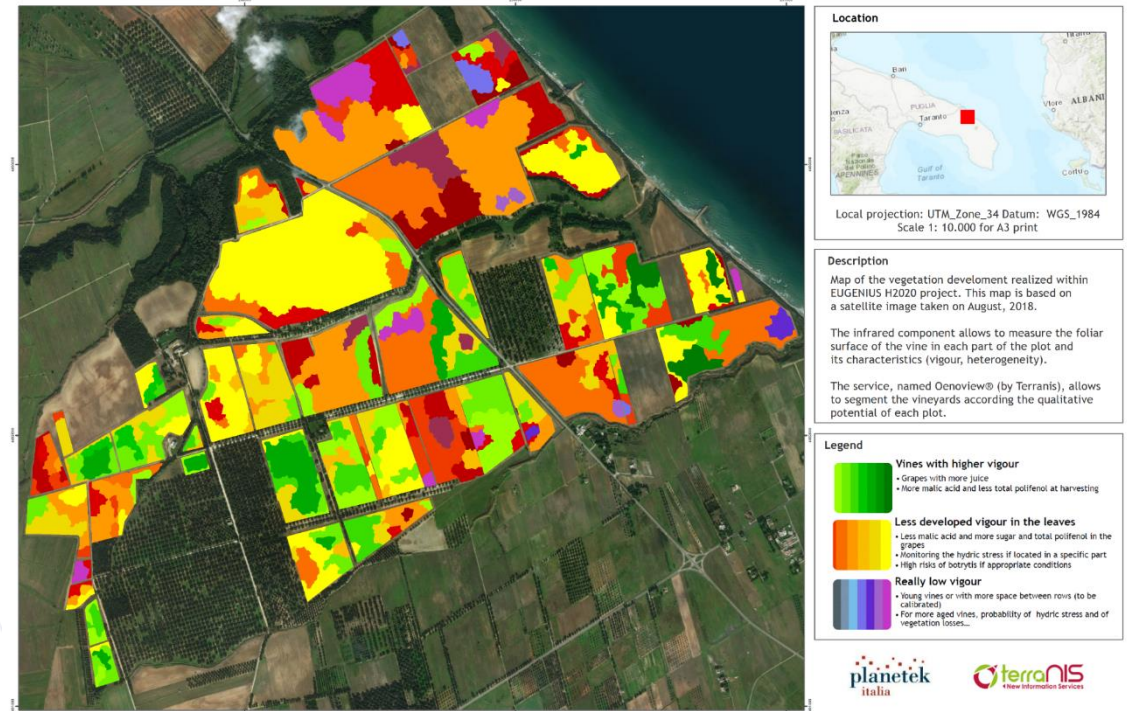 Location
Bari
PUGLIA
Taranto
Vlore
ALBANI
BASILICATA
APENNINES
Gulf of
Taranto
Corfu
Local projection: UTM_Zone_34 Datum: WGS_1984
Scale 1: 10.000 for A3 print
Description
Map of the vegetation develoment realized within
EUGENIUS H2020 project. This map is based on
a satellite image taken on August, 2018.
The infrared component allows to measure the foliar
surface of the vine in each part of the plot and
its characteristics (vigour, heterogeneity).
The service, named Oenoview® (by Terranis), allows
to segment the vineyards according the qualitative
potential of each plot.
Legend
Vines with higher vigour
• Grapes with more juice
• More malic acid and less total polifenol at harvesting
Less developed vigour in the leaves
• Less malic acid and more sugar and total polifenol in the
grapes
• Monitoring the hydric stress if located in a specific part
• High risks of botrytis if appropriate conditions
Really low vigour
• Young vines or with more space between rows (to be
calibrated)
• For more aged vines, probability of hydric stress and of
vegetation losses…
planetek
italia
terraNIS
New Information Services